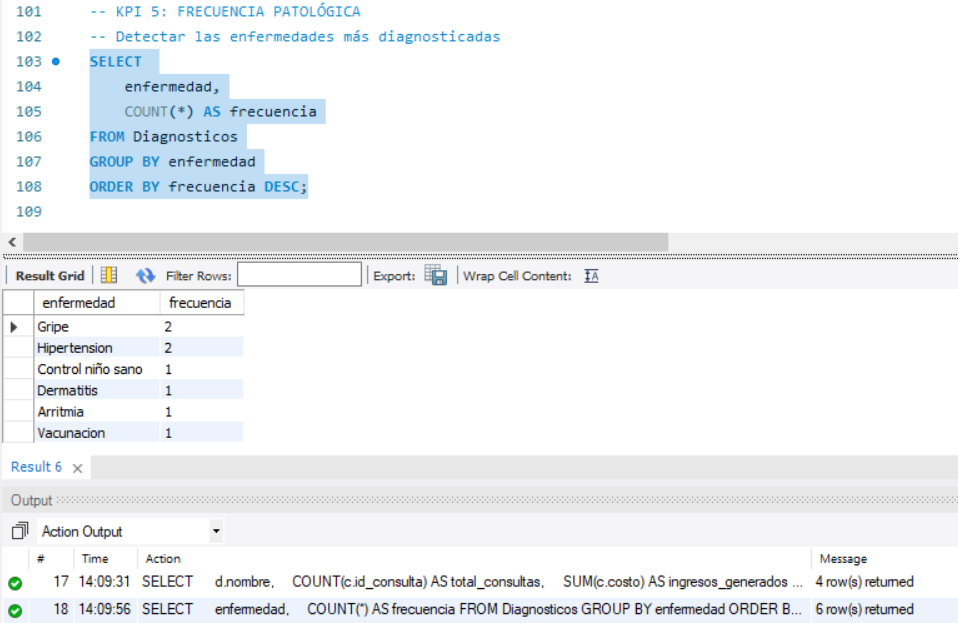 101 -- KPI 5: FRECUENCIA PATOLÓGICA
102 -- Detectar las enfermedades más diagnosticadas
103 SELECT
104 enfermedad,
105 COUNT(*) AS frecuencia
106 FROM Diagnosticos
107 GROUP BY enfermedad
108 ORDER BY frecuencia DESC;
109
Result Grid Filter Rows: Export: Wrap Cell Content: IA
enfermedad frecuencia
Gripe 2
Hipertension 2
Control niño sano 1
Dermatitis 1
Arritmia 1
Vacunacion 1
Result 6 x
Output
Action Output
# Time Action Message
17 14:09:31 SELECT d.nombre, COUNT(c.id_consulta) AS total_consultas, SUM(c.costo) AS ingresos_generados ... 4 row(s) returned
18 14:09:56 SELECT enfermedad, COUNT(*) AS frecuencia FROM Diagnosticos GROUP BY enfermedad ORDER B... 6 row(s) returned